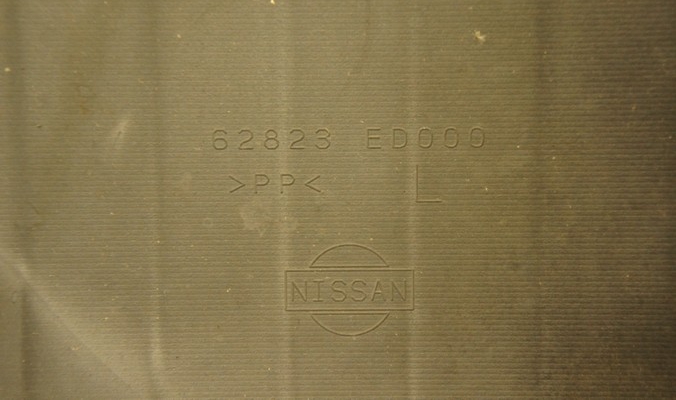 62823 ED000
>PP< L
NISSAN